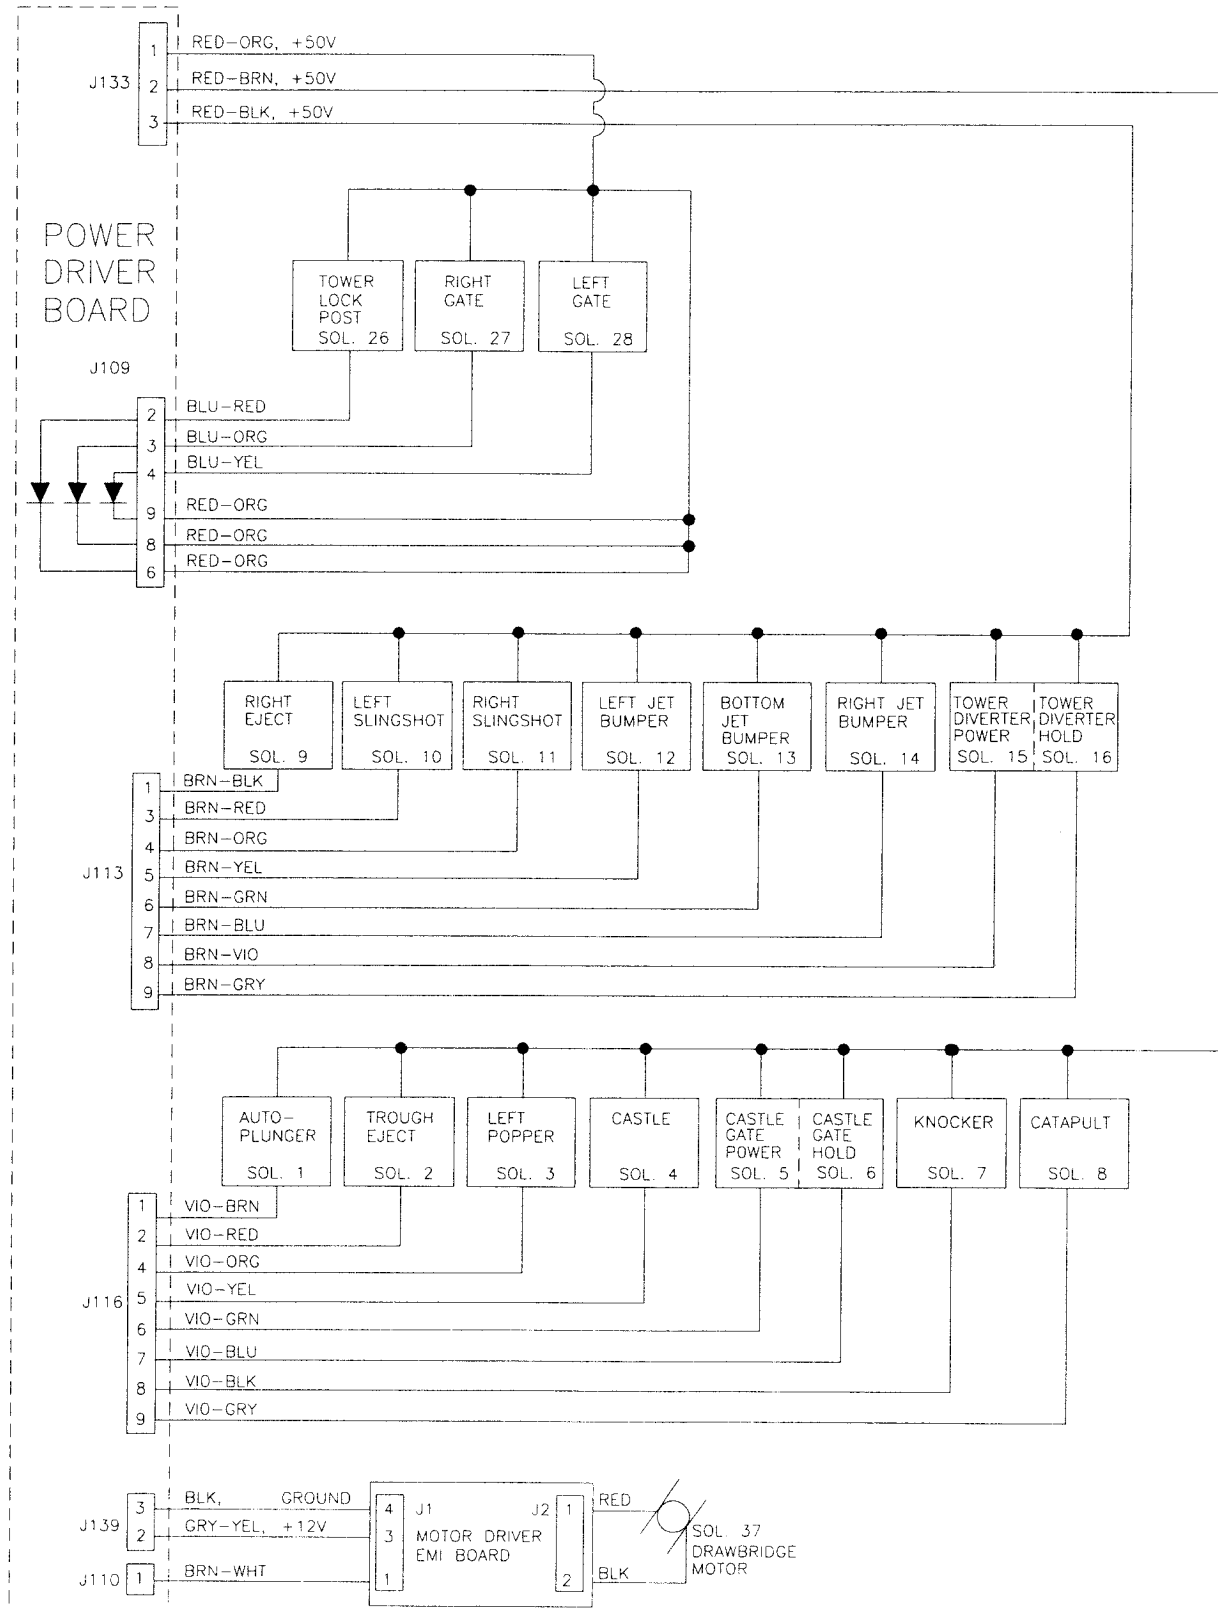 J133
1 RED-ORG, +50V
2 RED-BRN, +50V
3 RED-BLK, +50V
POWER
DRIVER
BOARD
TOWER
LOCK
POST
SOL. 26
RIGHT
GATE
SOL. 27
LEFT
GATE
SOL. 28
J109
2 BLU-RED
3 BLU-ORG
4 BLU-YEL
9 RED-ORG
8 RED-ORG
6 RED-ORG
RIGHT
EJECT
SOL. 9
LEFT
SLINGSHOT
SOL. 10
RIGHT
SLINGSHOT
SOL. 11
LEFT JET
BUMPER
SOL. 12
BOTTOM
JET
BUMPER
SOL. 13
RIGHT JET
BUMPER
SOL. 14
TOWER
DIVERTER
POWER
SOL. 15
TOWER
DIVERTER
HOLD
SOL. 16
J113
1 BRN-BLK
3 BRN-RED
4 BRN-ORG
5 BRN-YEL
6 BRN-GRN
7 BRN-BLU
8 BRN-VIO
9 BRN-GRY
AUTO-
PLUNGER
SOL. 1
TROUGH
EJECT
SOL. 2
LEFT
POPPER
SOL. 3
CASTLE
SOL. 4
CASTLE
GATE
POWER
SOL. 5
CASTLE
GATE
HOLD
SOL. 6
KNOCKER
SOL. 7
CATAPULT
SOL. 8
J116
1 VIO-BRN
2 VIO-RED
4 VIO-ORG
5 VIO-YEL
6 VIO-GRN
7 VIO-BLU
8 VIO-BLK
9 VIO-GRY
J139
3 BLK, GROUND
2 GRY-YEL, +12V
J110
1 BRN-WHT
4 J1
3
1
MOTOR DRIVER
EMI BOARD
J2 1 RED
2 BLK
SOL. 37
DRAWBRIDGE
MOTOR